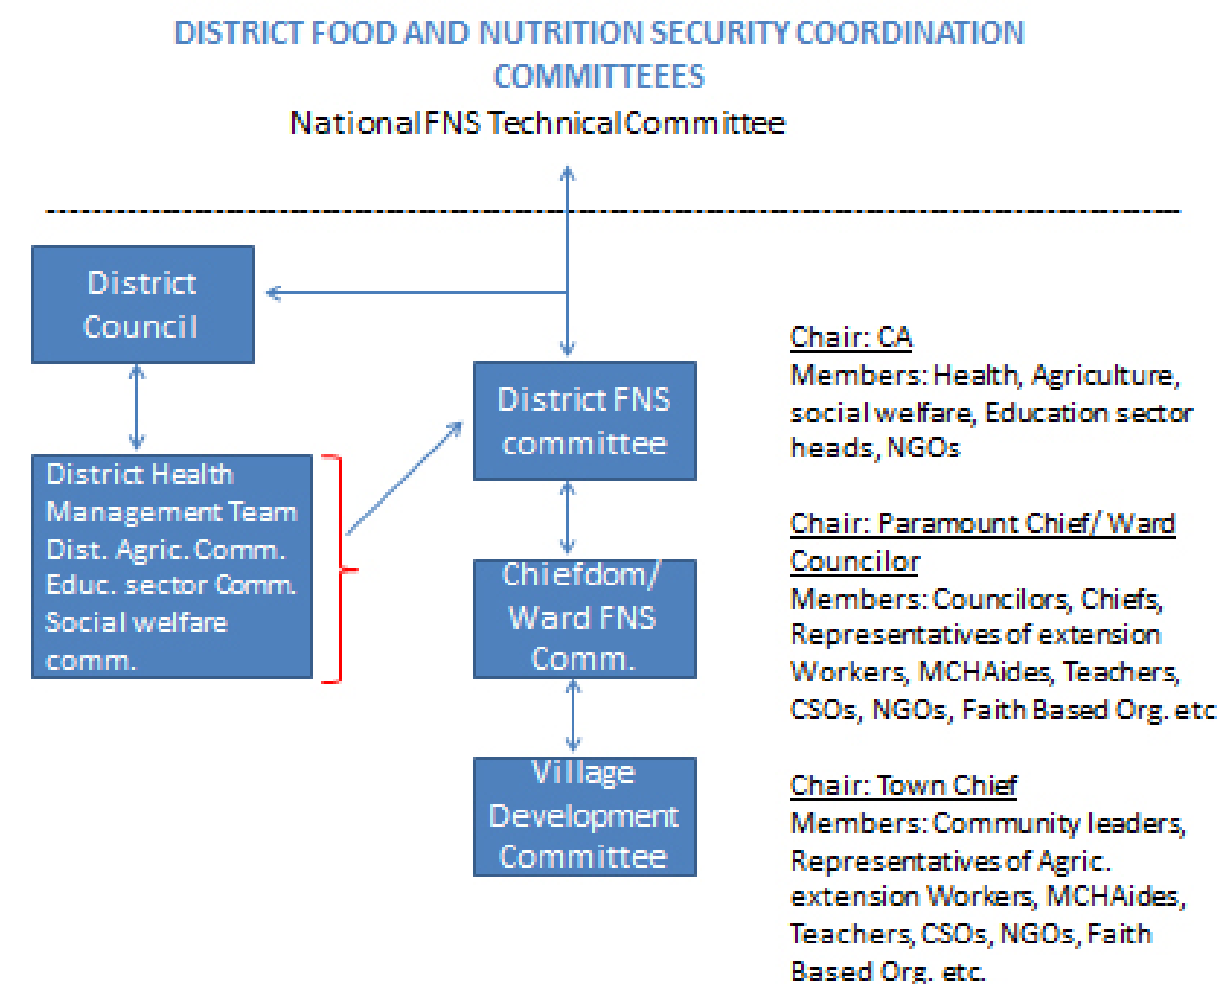 DISTRICT FOOD AND NUTRITION SECURITY COORDINATION
COMMITTEEES
National FNS Technical Committee
District
Council
District Health
Management Team
Dist. Agric. Comm.
Educ. sector Comm.
Social welfare
comm.
District FNS
committee
Chiefdom/
Ward FNS
Comm.
Village
Development
Committee
Chair: CA
Members: Health, Agriculture,
social welfare, Education sector
heads, NGOs
Chair: Paramount Chief/ Ward
Councilor
Members: Councilors, Chiefs,
Representatives of extension
Workers, MCHAides, Teachers,
CSOs, NGOs, Faith Based Org. etc
Chair: Town Chief
Members: Community leaders,
Representatives of Agric.
extension Workers, MCHAides,
Teachers, CSOs, NGOs, Faith
Based Org. etc.